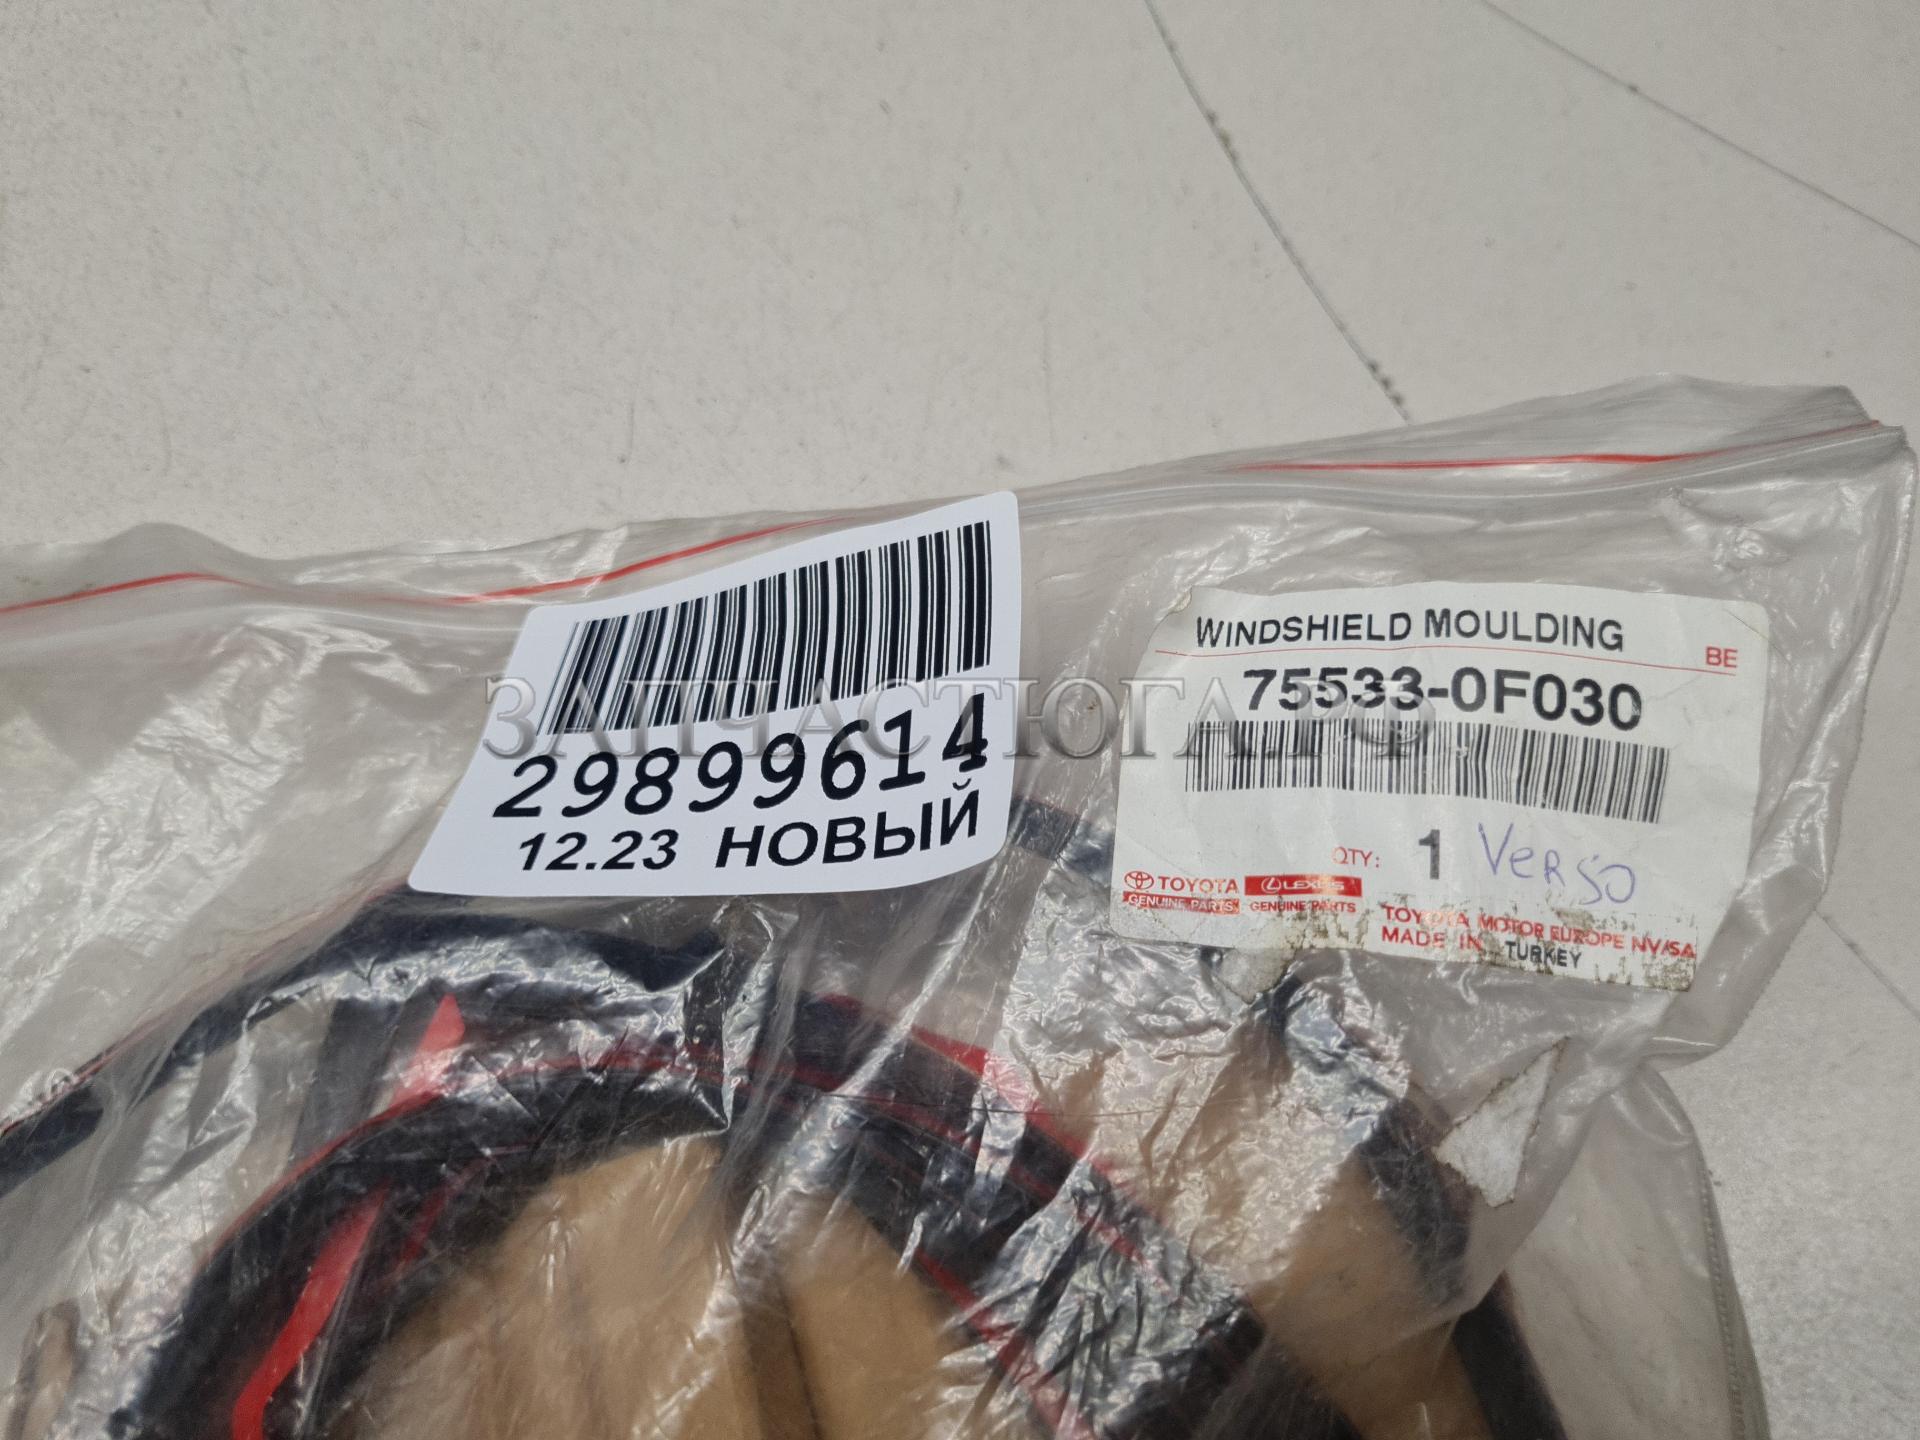 29899614
12.23 НОВЫЙ
ЗАПЧАСТЮГА.РФ
WINDSHIELD MOULDING
BE
75533-0F030
QTY: 1 Verso
TOYOTA LEXUS
GENUINE PARTS GENUINE PARTS
TOYOTA MOTOR EUROPE NV/SA
MADE IN TURKEY